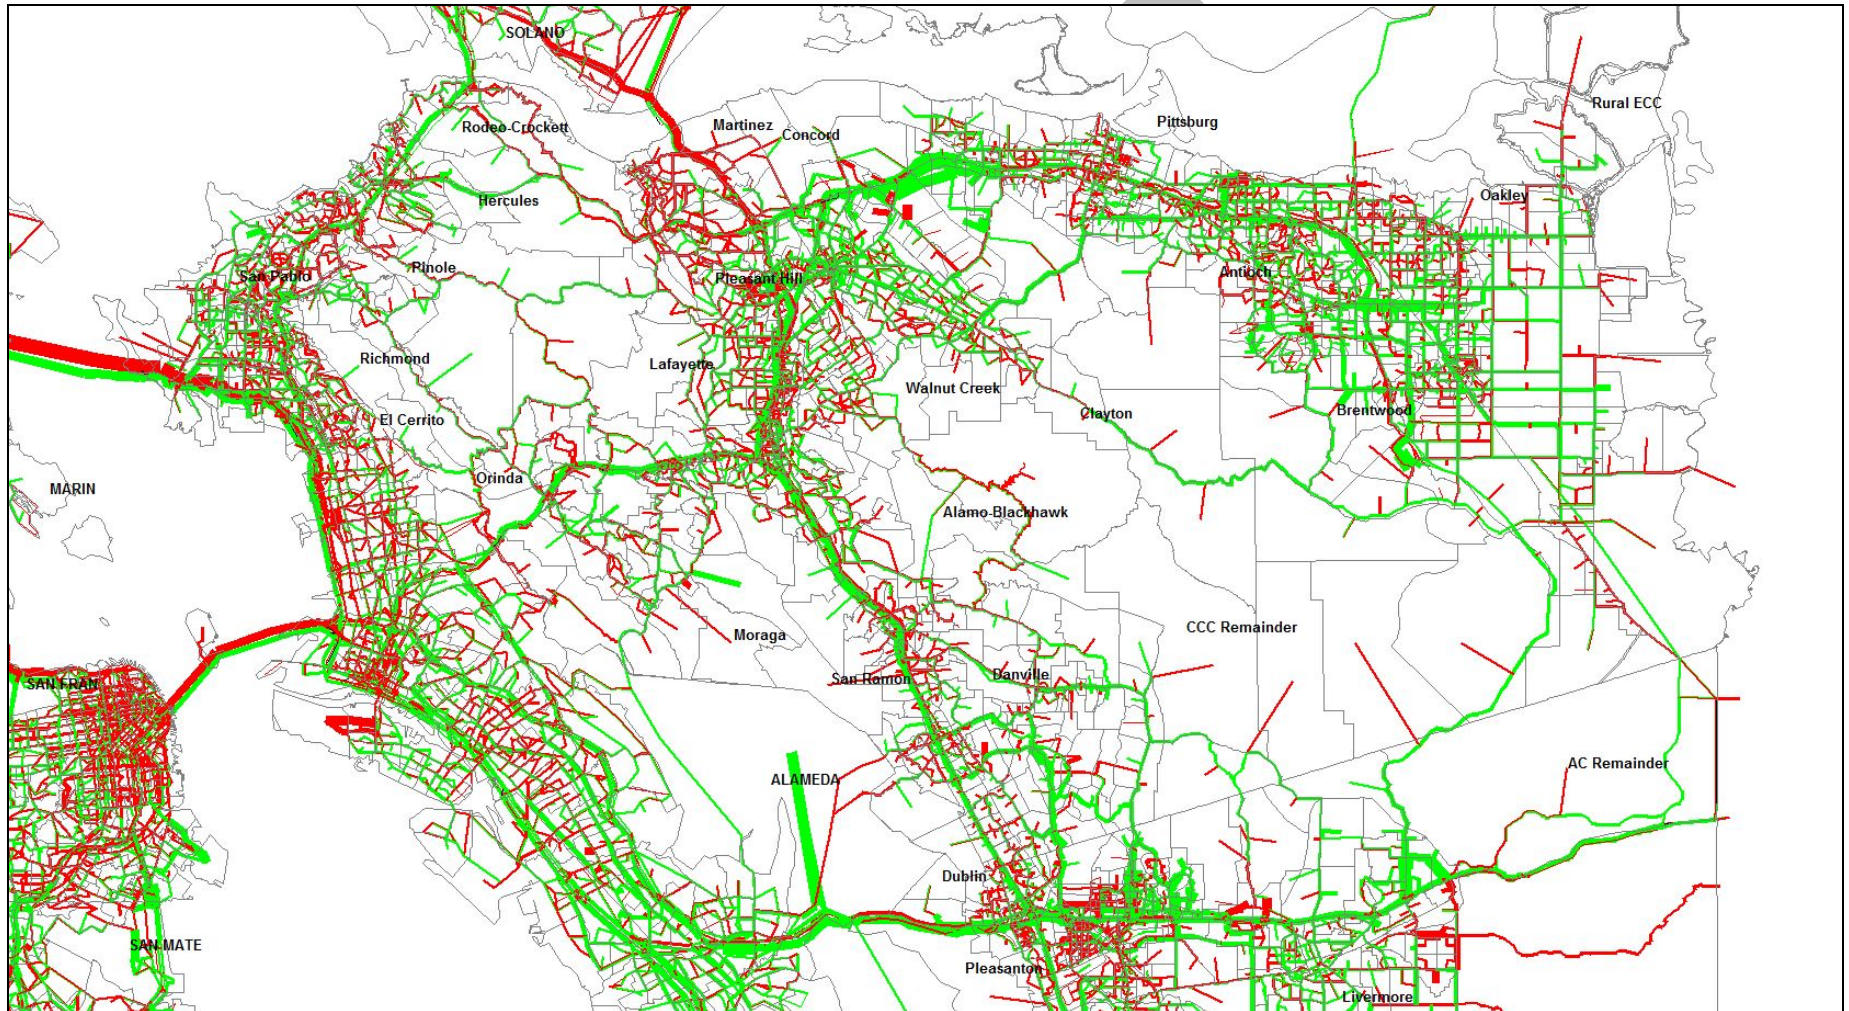 SOLANO
Rural ECC
Rodeo-Crockett
Martinez
Concord
Pittsburg
Hercules
Oakley
San Pablo
Pinole
Pleasant Hill
Antioch
Richmond
Lafayette
Walnut Creek
El Cerrito
Clayton
Brentwood
MARIN
Orinda
Alamo-Blackhawk
Moraga
CCC Remainder
SAN FRAN
San Ramon
Danville
ALAMEDA
AC Remainder
Dublin
SAN MATE
Pleasanton
Livermore